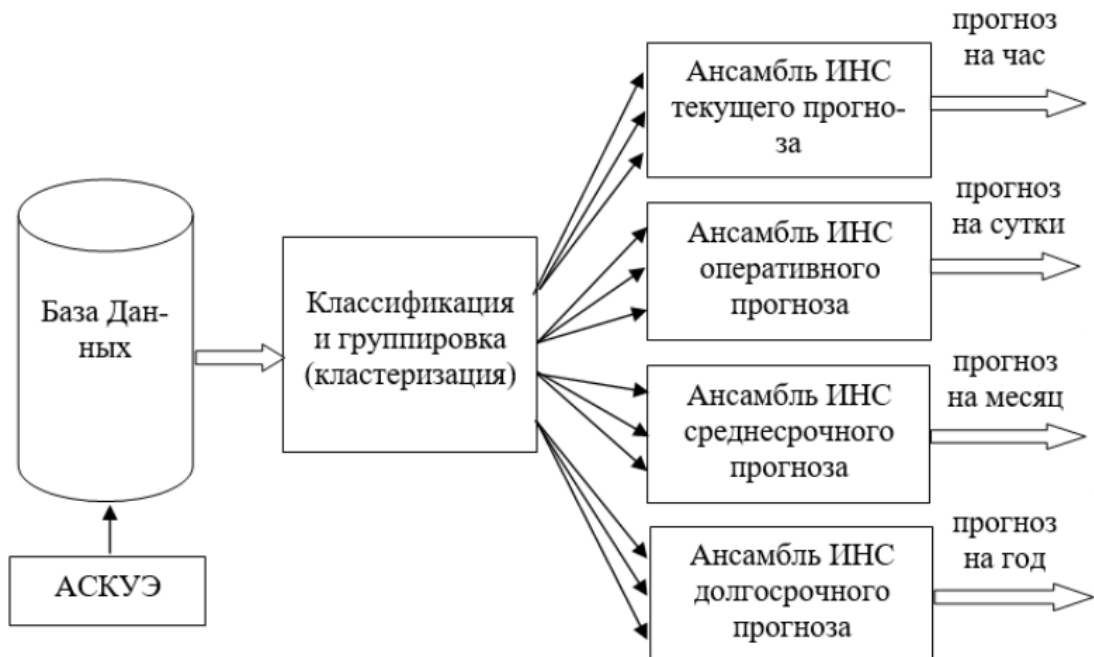 База Дан-
ных
АСКУЭ
Классификация
и группировка
(кластеризация)
Ансамбль ИНС
текущего прогно-
за
прогноз
на час
Ансамбль ИНС
оперативного
прогноза
прогноз
на сутки
Ансамбль ИНС
среднесрочного
прогноза
прогноз
на месяц
Ансамбль ИНС
долгосрочного
прогноза
прогноз
на год